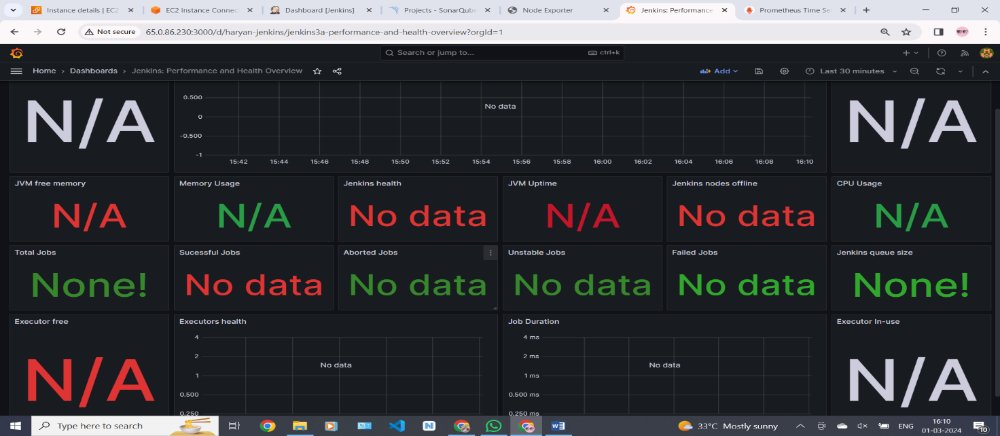 Instance details | EC2
EC2 Instance Connec
Dashboard [Jenkins]
Projects - SonarQube
Node Exporter
Jenkins: Performance
Prometheus Time Se
Not secure
65.0.86.230:3000/d/haryan-jenkins/jenkins3a-performance-and-health-overview?orgId=1
Search or jump to...
ctrl+k
Home › Dashboards › Jenkins: Performance and Health Overview
Add
Last 30 minutes
N/A
0.500
0
-0.500
-1
No data
15:42 15:44 15:46 15:48 15:50 15:52 15:54 15:56 15:58 16:00 16:02 16:04 16:06 16:08 16:10
N/A
JVM free memory
N/A
Memory Usage
N/A
Jenkins health
No data
JVM Uptime
N/A
Jenkins nodes offline
No data
CPU Usage
N/A
Total Jobs
None!
Sucessful Jobs
No data
Aborted Jobs
No data
Unstable Jobs
No data
Failed Jobs
No data
Jenkins queue size
None!
Executor free
N/A
Executors health
4
2
1
0.500
0.250
No data
Job Duration
4 ms
2 ms
1 ms
0.500 ms
0.250 ms
No data
Executor In-use
N/A
Type here to search
33°C Mostly sunny
ENG
16:10
01-03-2024
10